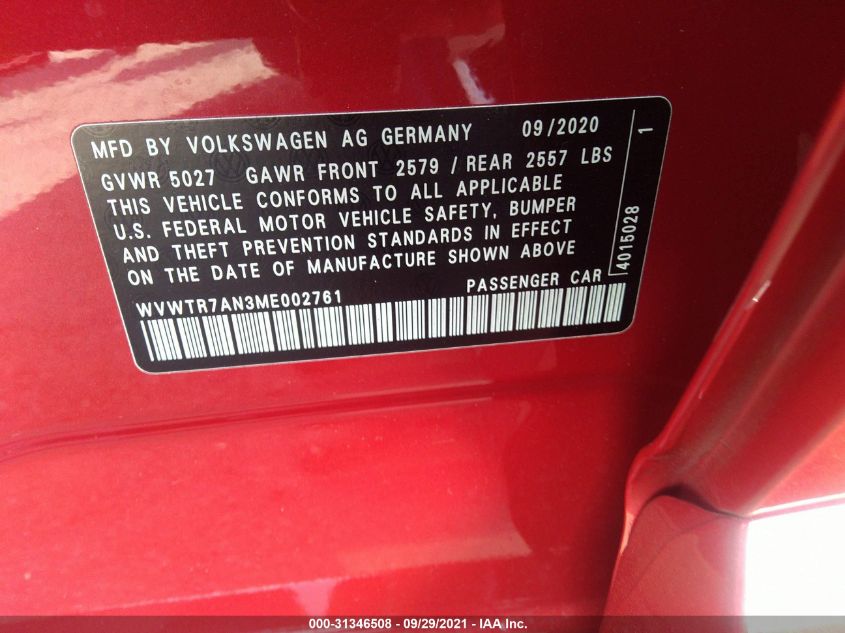 MFD BY VOLKSWAGEN AG GERMANY 09/2020
GVWR 5027 GAWR FRONT 2579 / REAR 2557 LBS
THIS VEHICLE CONFORMS TO ALL APPLICABLE
U.S. FEDERAL MOTOR VEHICLE SAFETY, BUMPER
AND THEFT PREVENTION STANDARDS IN EFFECT
ON THE DATE OF MANUFACTURE SHOWN ABOVE
WVWTR7AN3ME002761 PASSENGER CAR
4015028 1
000-31346508 - 09/29/2021 - IAA Inc.